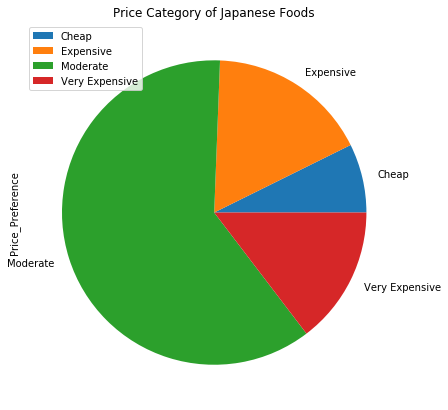 Price Category of Japanese Foods
Cheap
Expensive
Moderate
Very Expensive
Expensive
Cheap
Price_Preference
Moderate
Very Expensive